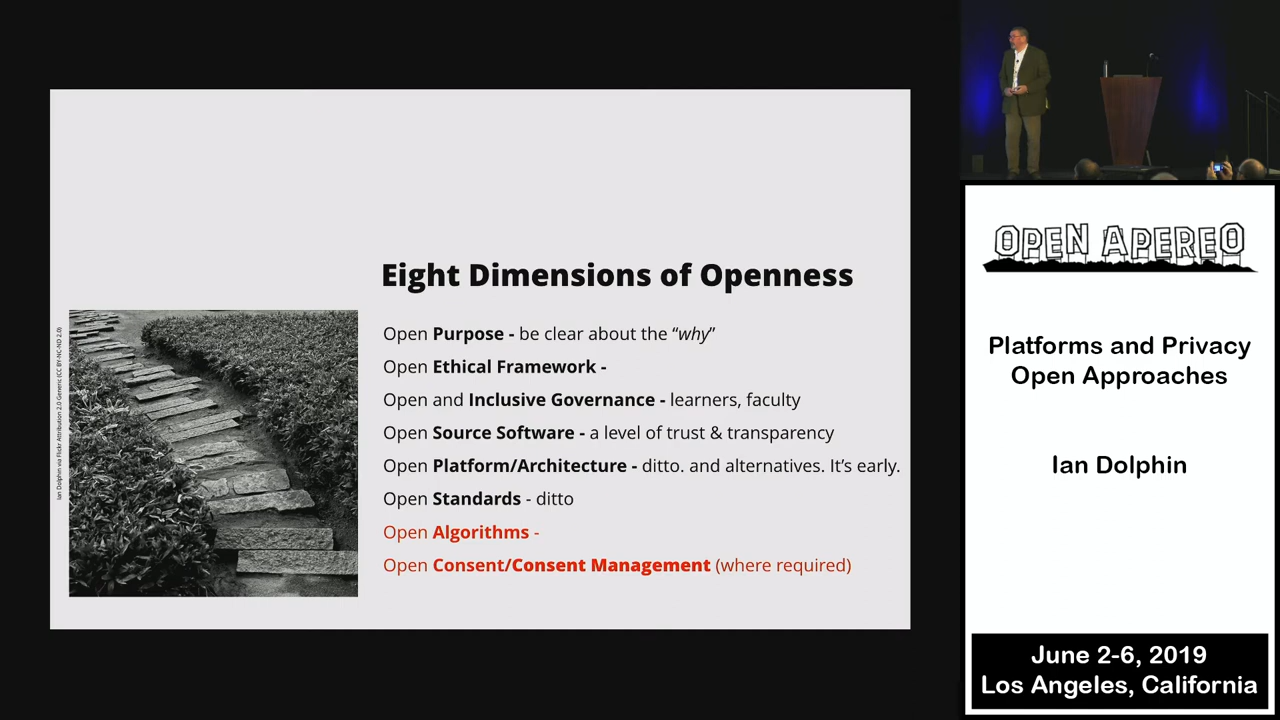 Eight Dimensions of Openness
Open Purpose - be clear about the “why”
Open Ethical Framework -
Open and Inclusive Governance - learners, faculty
Open Source Software - a level of trust & transparency
Open Platform/Architecture - ditto. and alternatives. It’s early.
Open Standards - ditto
Open Algorithms -
Open Consent/Consent Management (where required)
Ian Dolphin via Flickr Attribution 2.0 Generic (CC BY-NC-ND 2.0)
OPEN APEREO
Platforms and Privacy
Open Approaches
Ian Dolphin
June 2-6, 2019
Los Angeles, California